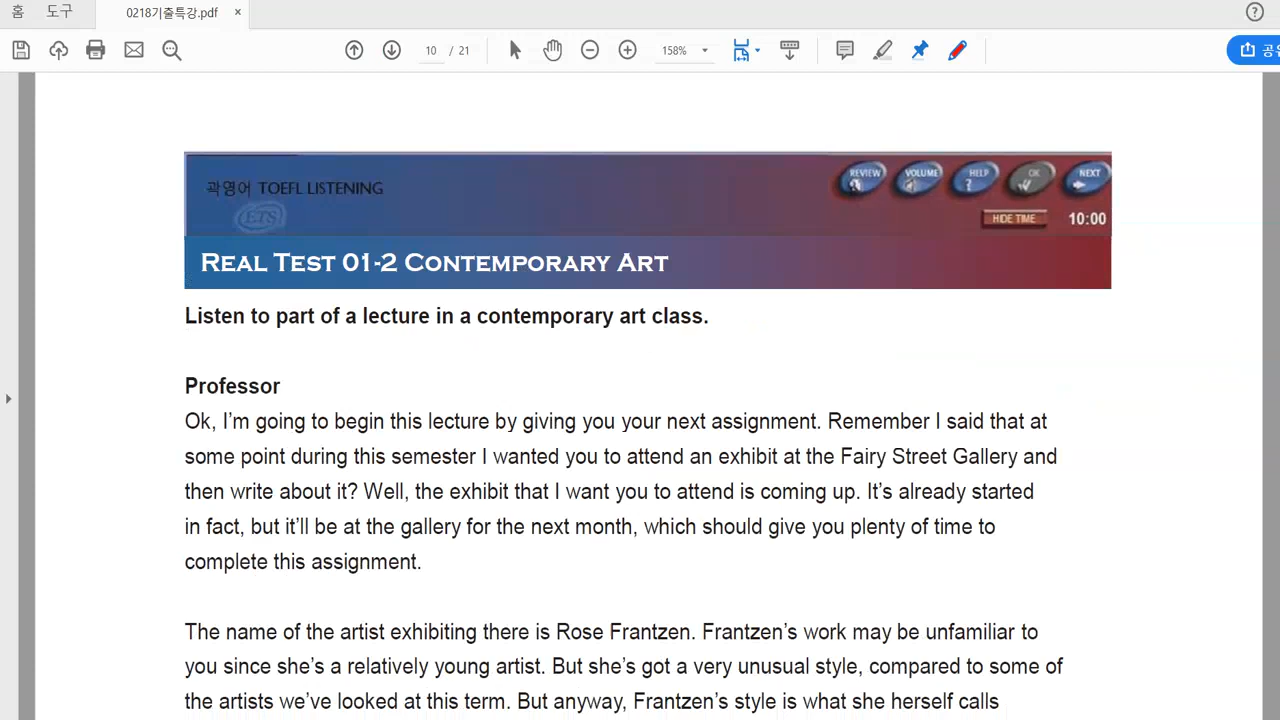 홈 도구 0218기출특강.pdf ×
10 / 21 158%
곽영어 TOEFL LISTENING
REVIEW VOLUME HELP OK NEXT
ETS
HIDE TIME 10:00
REAL TEST 01-2 CONTEMPORARY ART
Listen to part of a lecture in a contemporary art class.
Professor
Ok, I’m going to begin this lecture by giving you your next assignment. Remember I said that at
some point during this semester I wanted you to attend an exhibit at the Fairy Street Gallery and
then write about it? Well, the exhibit that I want you to attend is coming up. It’s already started
in fact, but it’ll be at the gallery for the next month, which should give you plenty of time to
complete this assignment.
The name of the artist exhibiting there is Rose Frantzen. Frantzen’s work may be unfamiliar to
you since she’s a relatively young artist. But she’s got a very unusual style, compared to some of
the artists we’ve looked at this term. But anyway, Frantzen’s style is what she herself calls